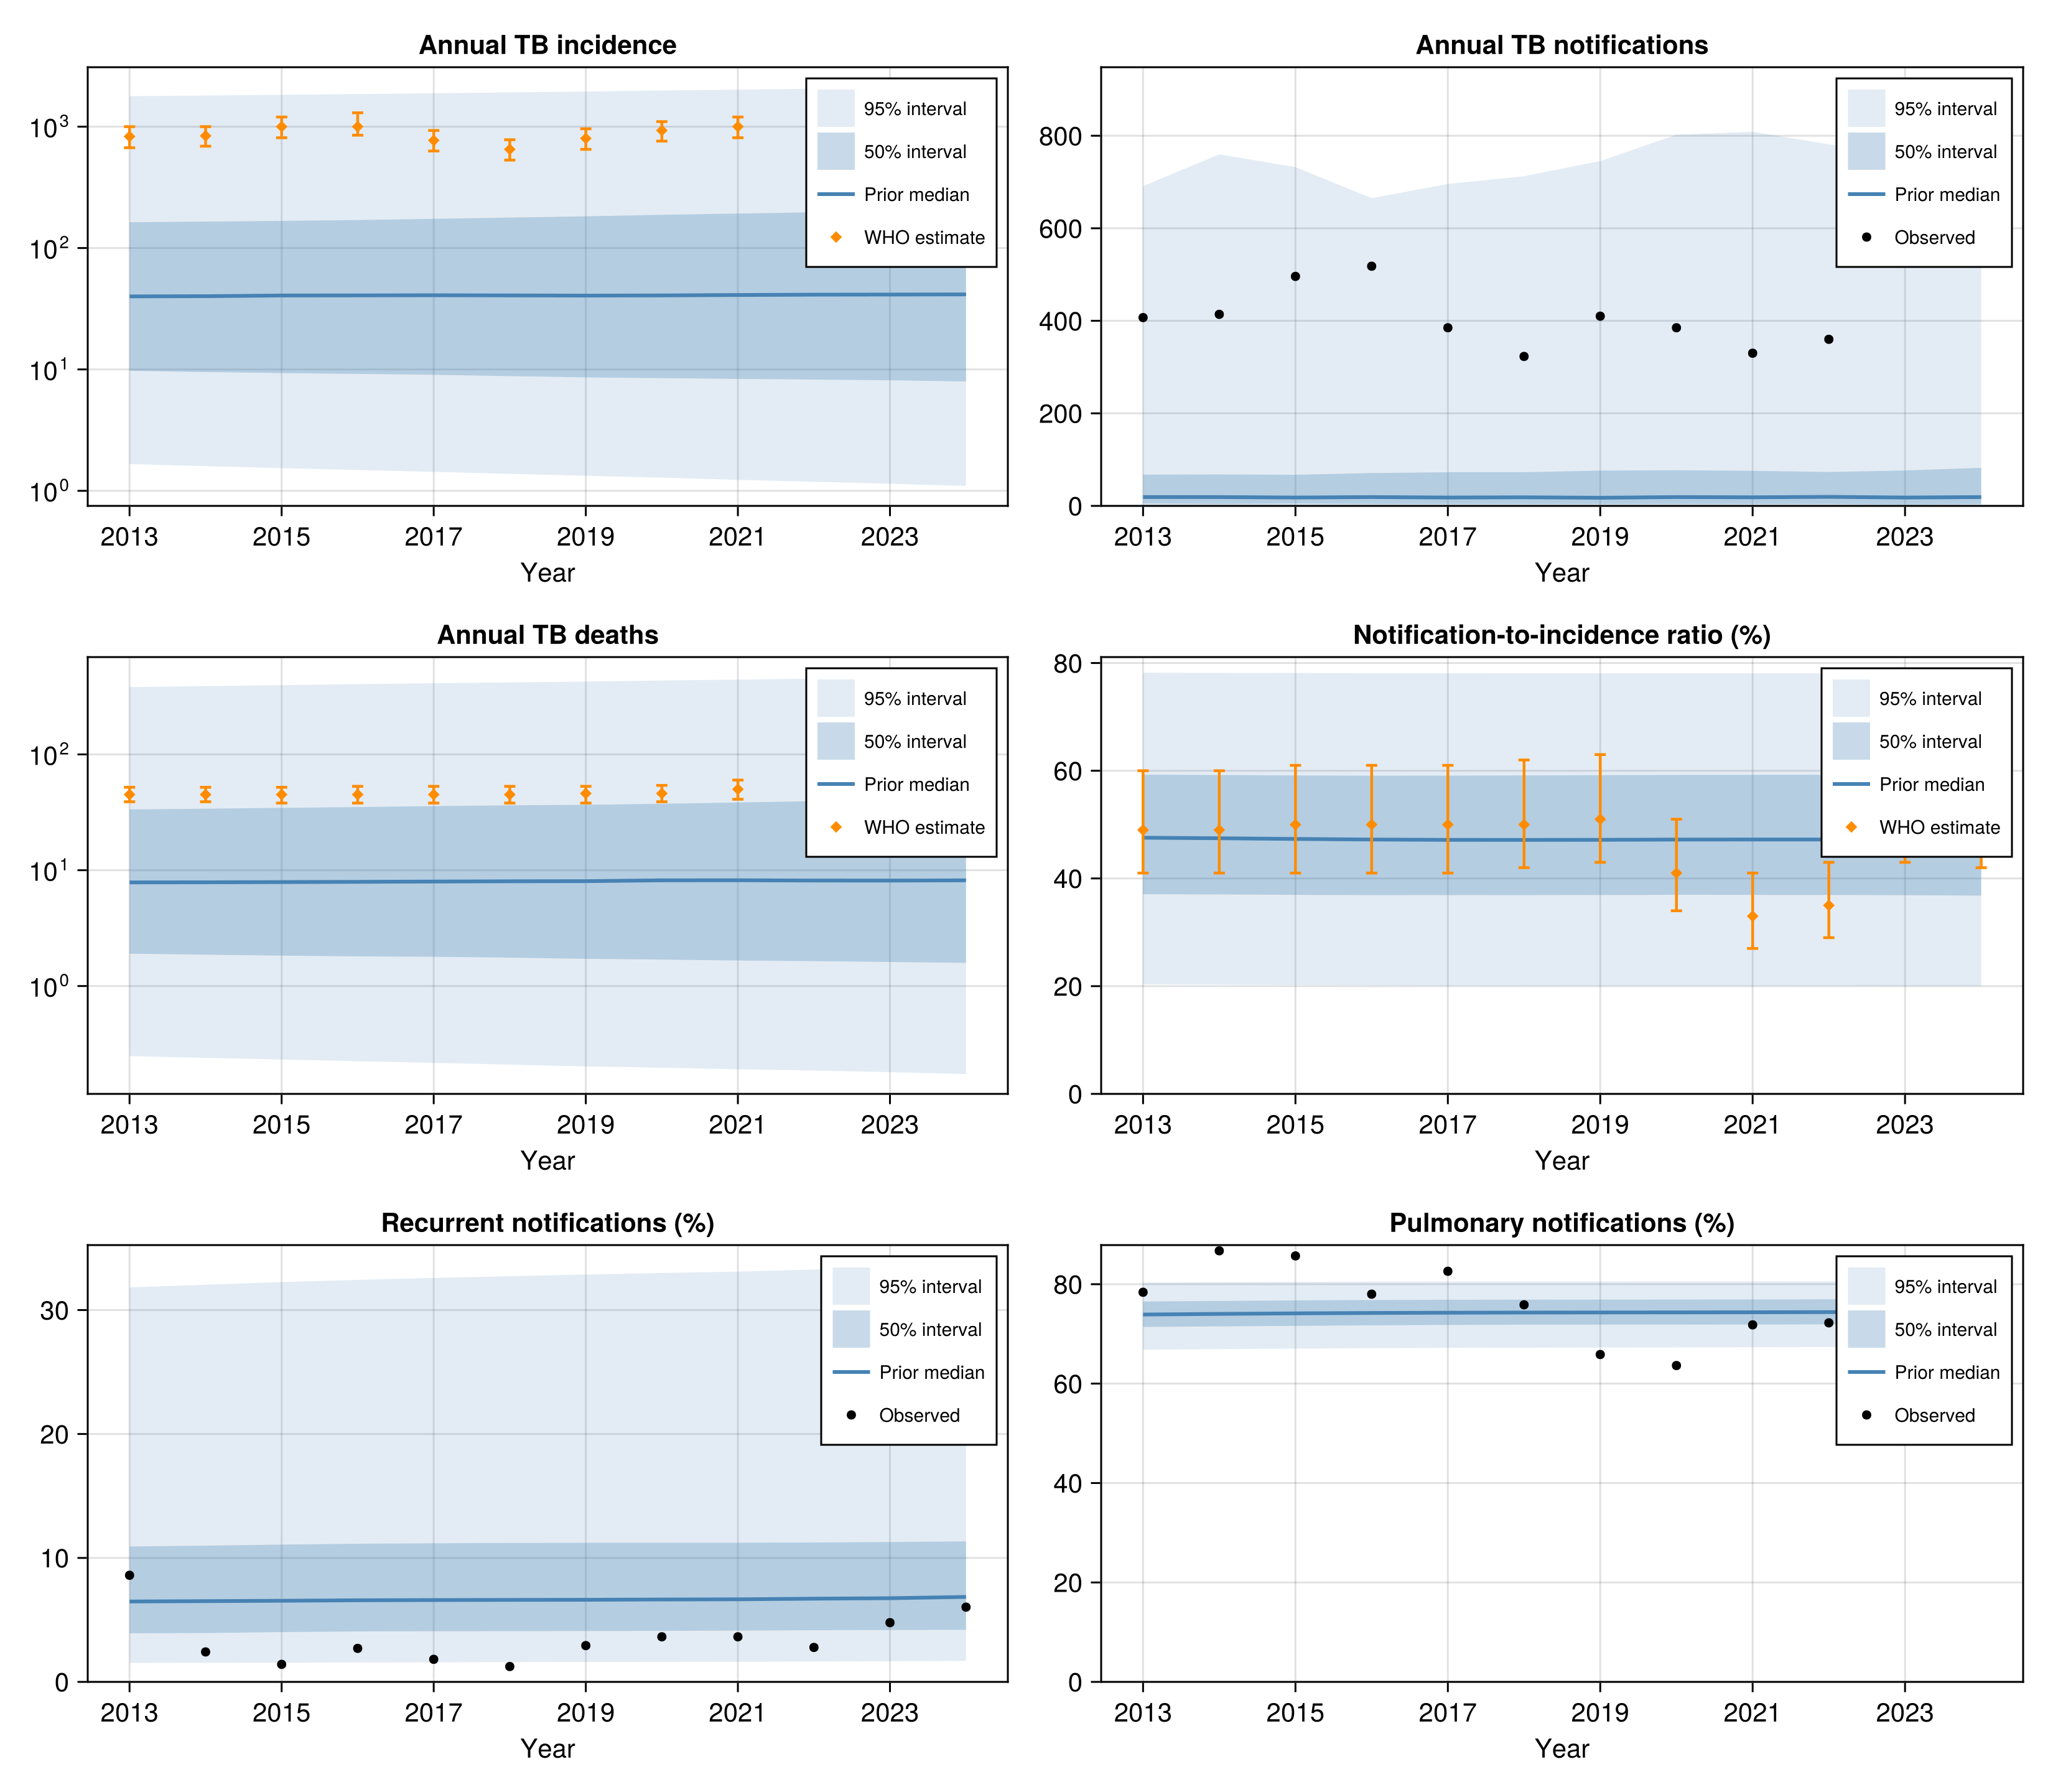 Annual TB incidence
10³
10²
10¹
10⁰
95% interval
50% interval
Prior median
WHO estimate
2013 2015 2017 2019 2021 2023
Year
Annual TB notifications
800
600
400
200
0
95% interval
50% interval
Prior median
Observed
2013 2015 2017 2019 2021 2023
Year
Annual TB deaths
10²
10¹
10⁰
95% interval
50% interval
Prior median
WHO estimate
2013 2015 2017 2019 2021 2023
Year
Notification-to-incidence ratio (%)
80
60
40
20
0
95% interval
50% interval
Prior median
WHO estimate
2013 2015 2017 2019 2021 2023
Year
Recurrent notifications (%)
30
20
10
0
95% interval
50% interval
Prior median
Observed
2013 2015 2017 2019 2021 2023
Year
Pulmonary notifications (%)
80
60
40
20
0
95% interval
50% interval
Prior median
Observed
2013 2015 2017 2019 2021 2023
Year